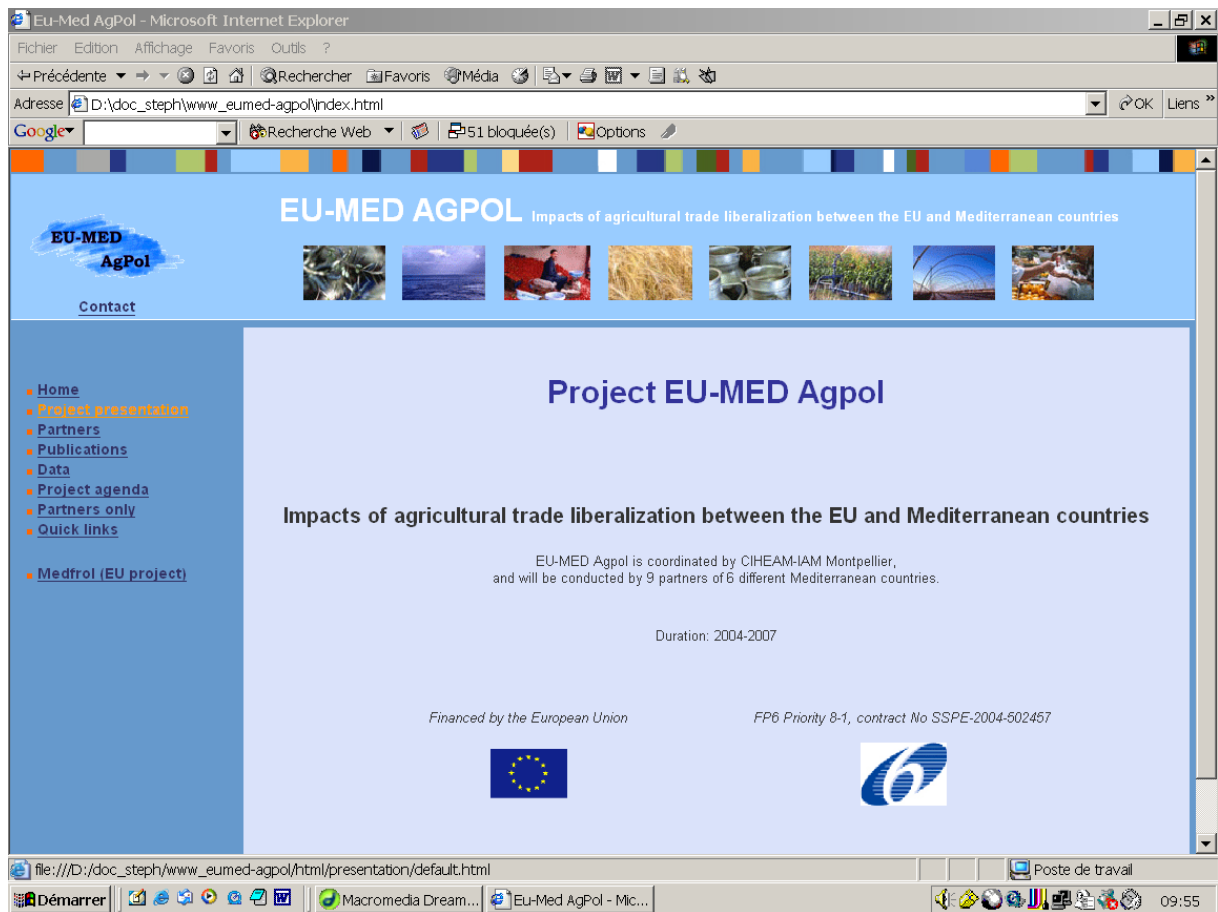 Eu-Med AgPol - Microsoft Internet Explorer
Fichier Edition Affichage Favoris Outils ?
Précédente Rechercher Favoris Média
Adresse D:\doc_steph\www_eumed-agpol\index.html OK Liens »
Google Recherche Web 51 bloquée(s) Options
EU-MED AGPOL Impacts of agricultural trade liberalization between the EU and Mediterranean countries
EU-MED
AgPol
Contact
Home
Project presentation
Partners
Publications
Data
Project agenda
Partners only
Quick links
Medfrol (EU project)
Project EU-MED Agpol
Impacts of agricultural trade liberalization between the EU and Mediterranean countries
EU-MED Agpol is coordinated by CIHEAM-IAM Montpellier,
and will be conducted by 9 partners of 6 different Mediterranean countries.
Duration: 2004-2007
Financed by the European Union FP6 Priority 8-1, contract No SSPE-2004-502457
6
file:///D:/doc_steph/www_eumed-agpol/html/presentation/default.html Poste de travail
Démarrer Macromedia Dream... Eu-Med AgPol - Mic... 09:55